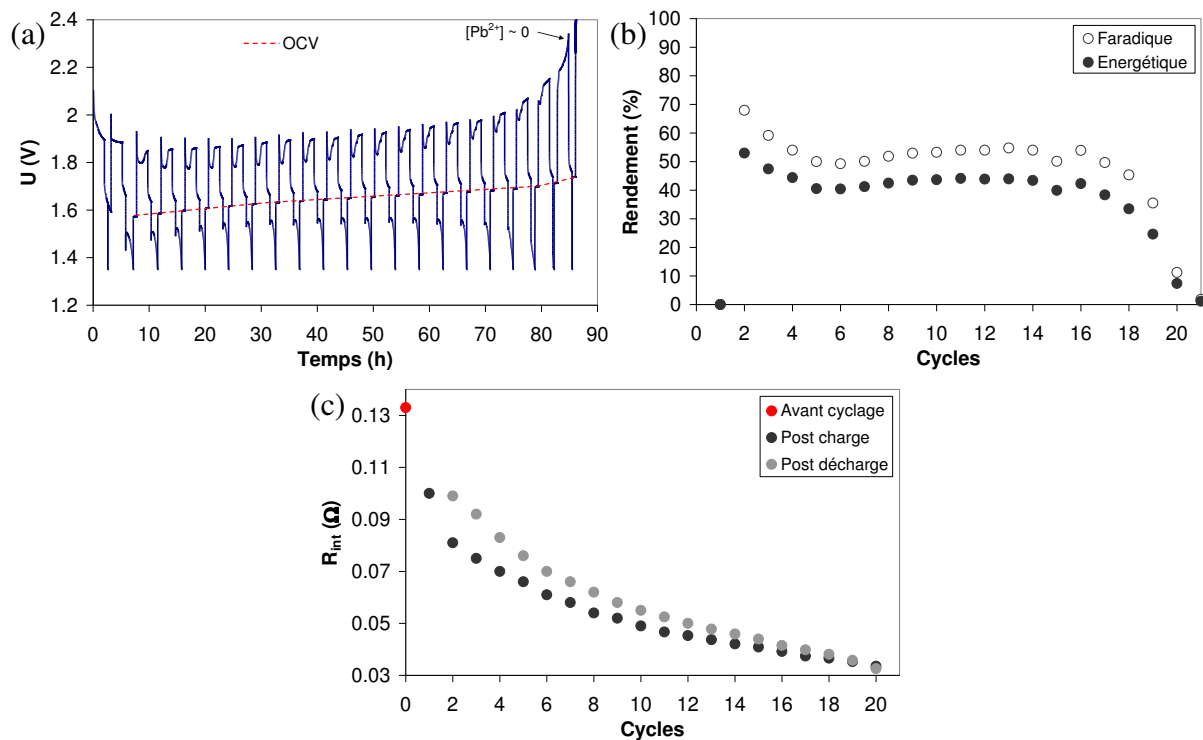 (a)
2.4
2.2
2
1.8
1.6
1.4
1.2
U (V)
OCV
[Pb2+] ~ 0
0 10 20 30 40 50 60 70 80 90
Temps (h)
(b)
100
90
80
70
60
50
40
30
20
10
0
Rendement (%)
Faradique
Energétique
0 2 4 6 8 10 12 14 16 18 20
Cycles
(c)
0.13
0.11
0.09
0.07
0.05
0.03
Rint (Ω)
Avant cyclage
Post charge
Post décharge
0 2 4 6 8 10 12 14 16 18 20
Cycles